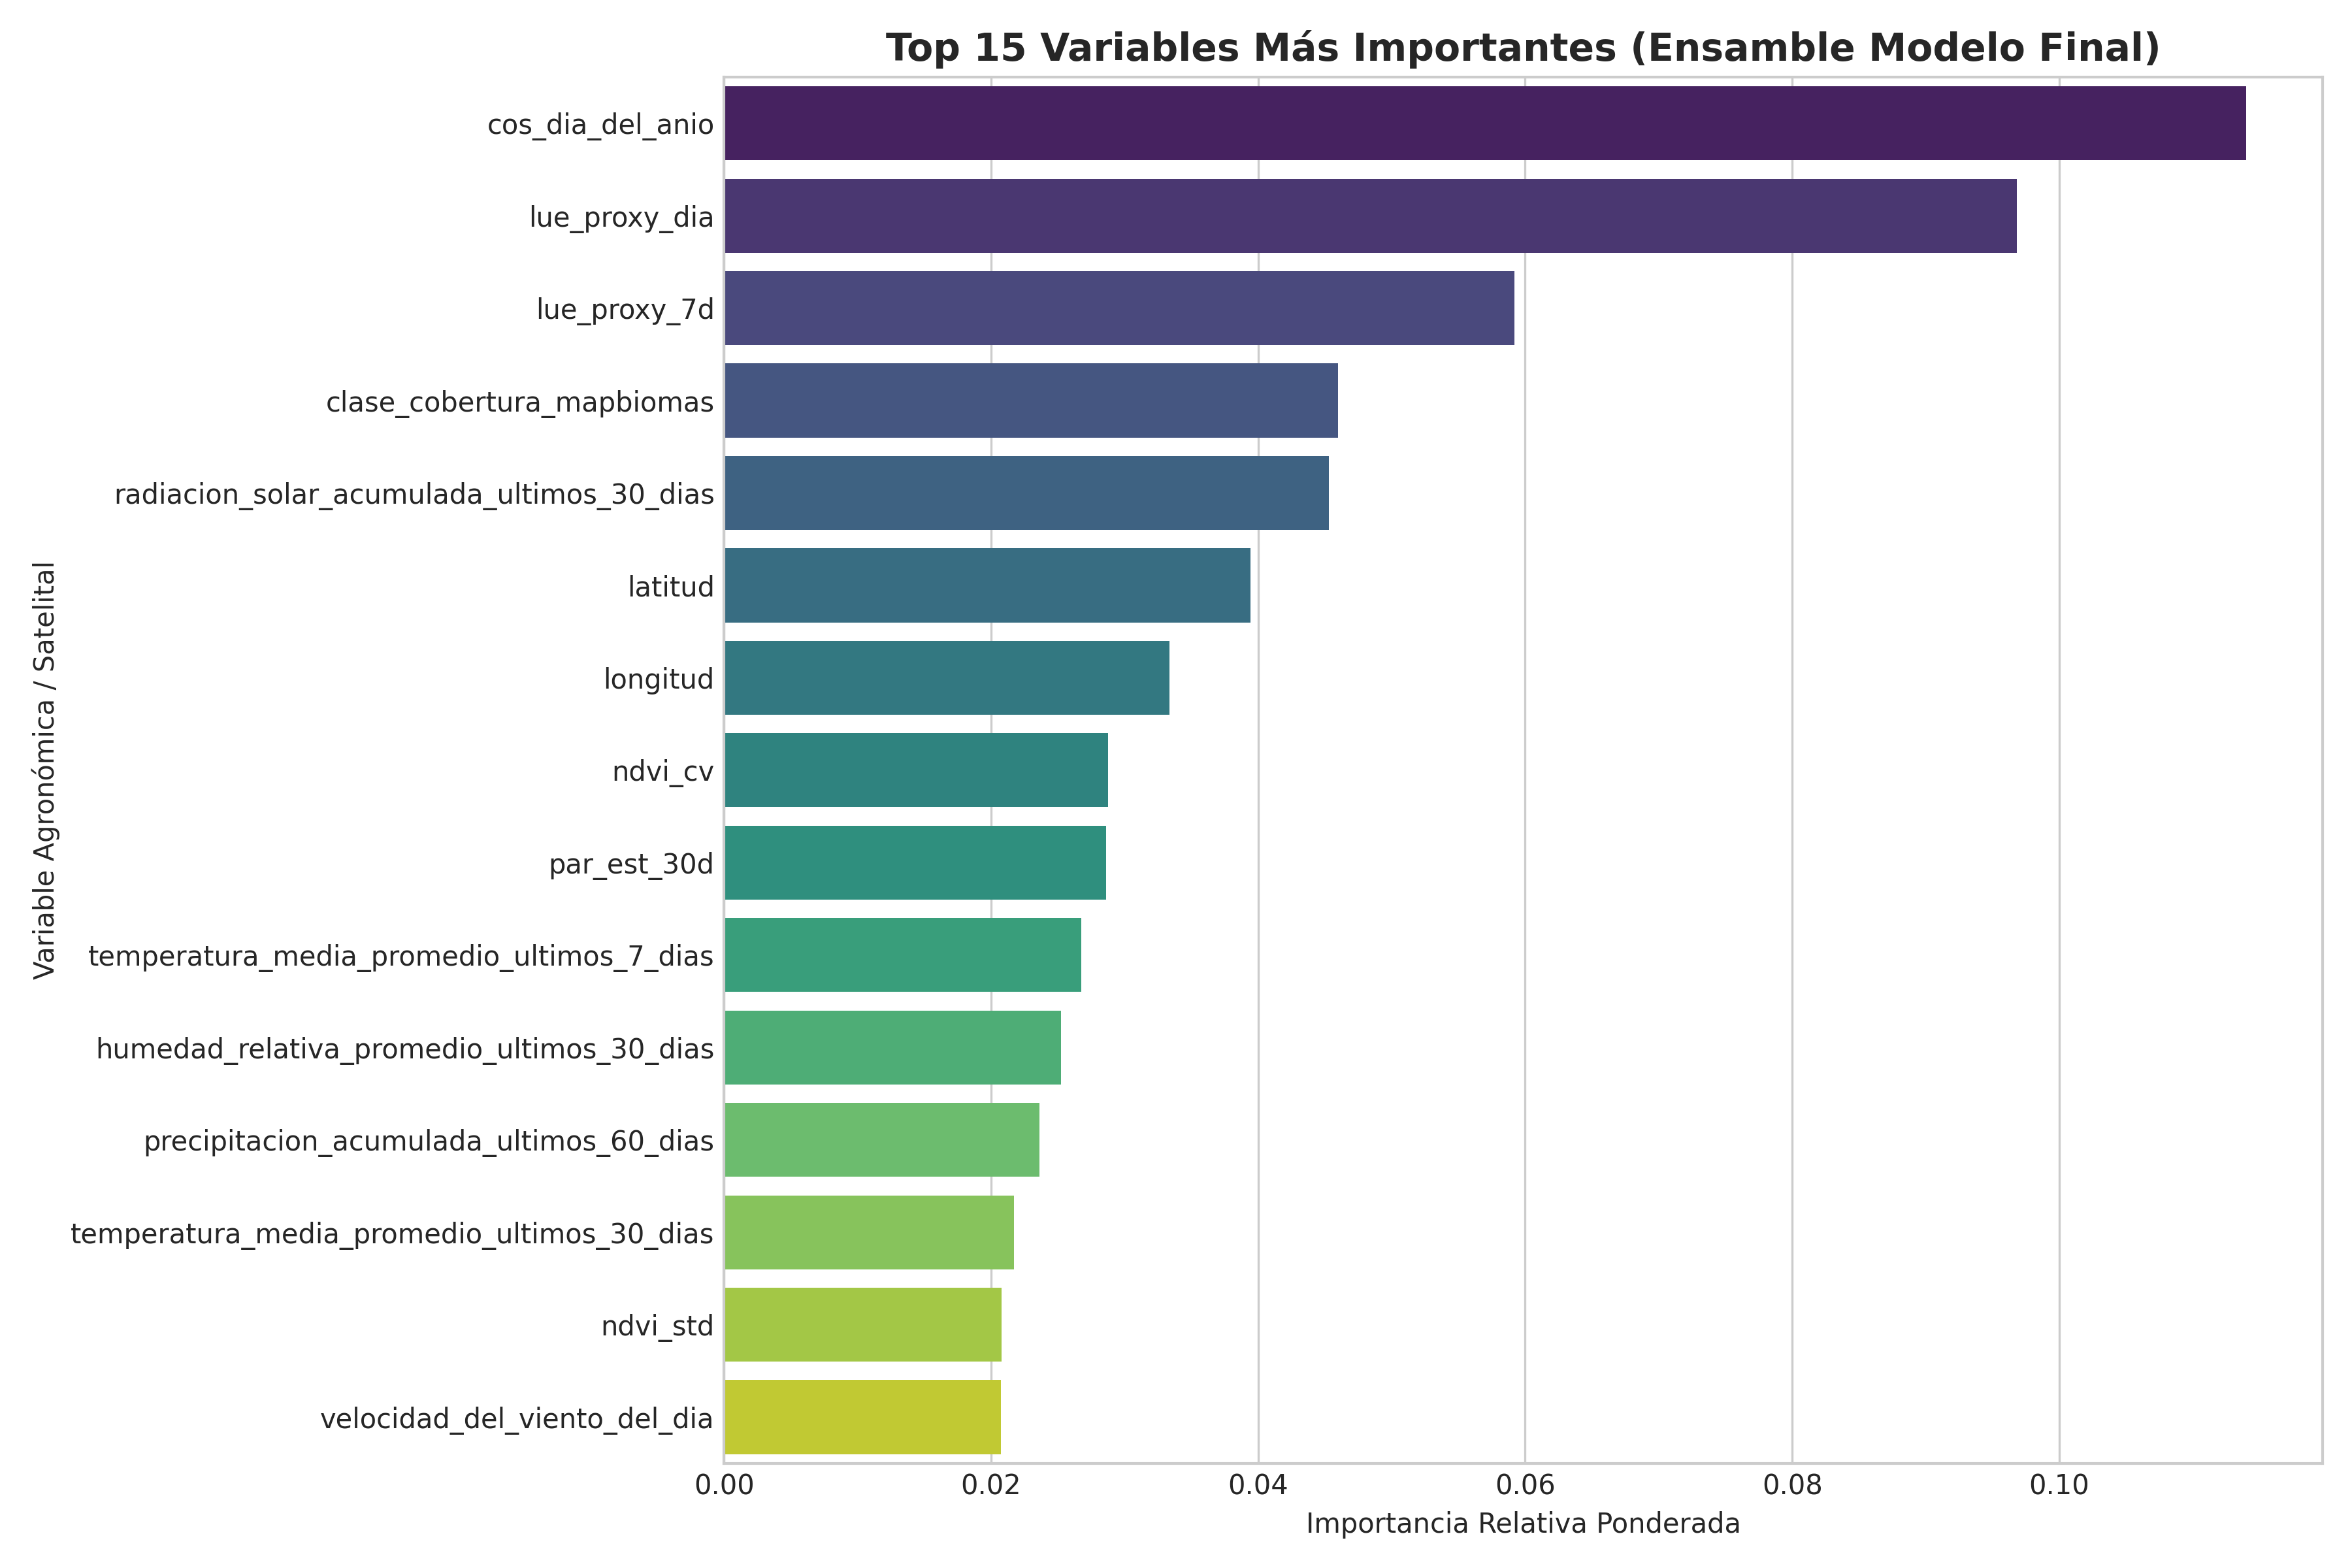 Top 15 Variables Más Importantes (Ensamble Modelo Final)
Variable Agronómica / Satelital
cos_dia_del_anio
lue_proxy_dia
lue_proxy_7d
clase_cobertura_mapbiomas
radiacion_solar_acumulada_ultimos_30_dias
latitud
longitud
ndvi_cv
par_est_30d
temperatura_media_promedio_ultimos_7_dias
humedad_relativa_promedio_ultimos_30_dias
precipitacion_acumulada_ultimos_60_dias
temperatura_media_promedio_ultimos_30_dias
ndvi_std
velocidad_del_viento_del_dia
0.00 0.02 0.04 0.06 0.08 0.10
Importancia Relativa Ponderada